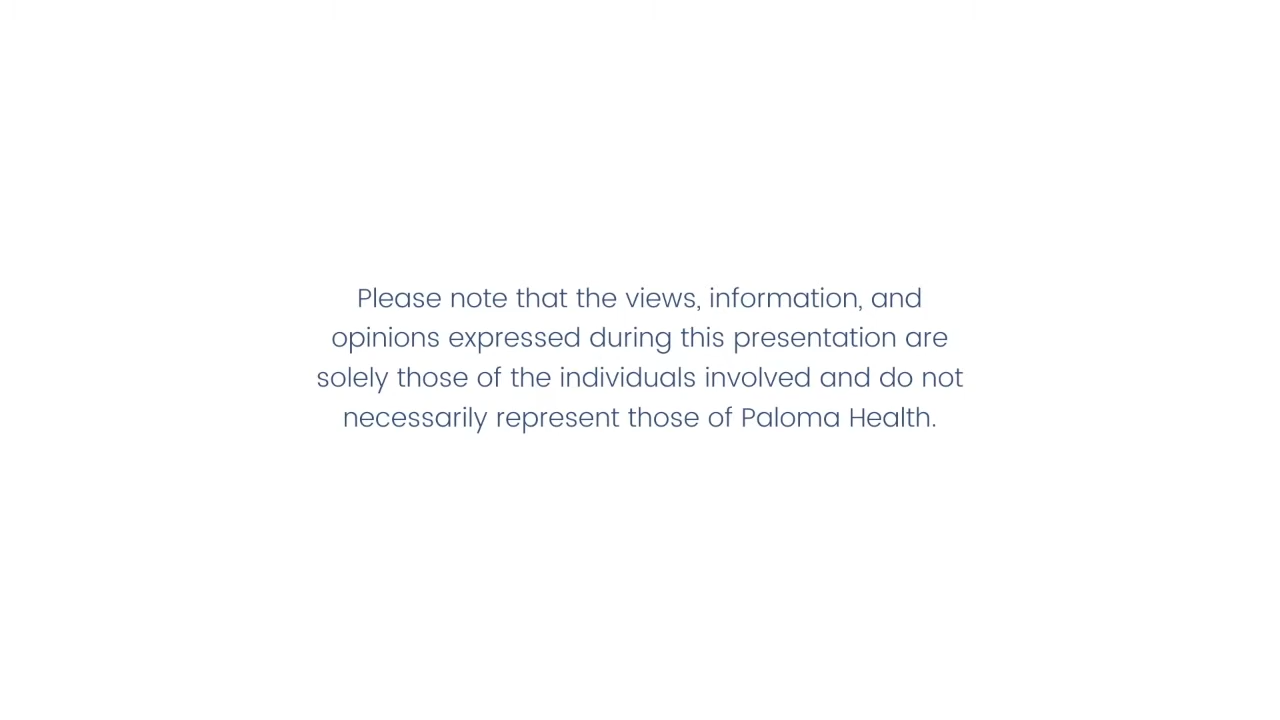 Please note that the views, information, and
opinions expressed during this presentation are
solely those of the individuals involved and do not
necessarily represent those of Paloma Health.